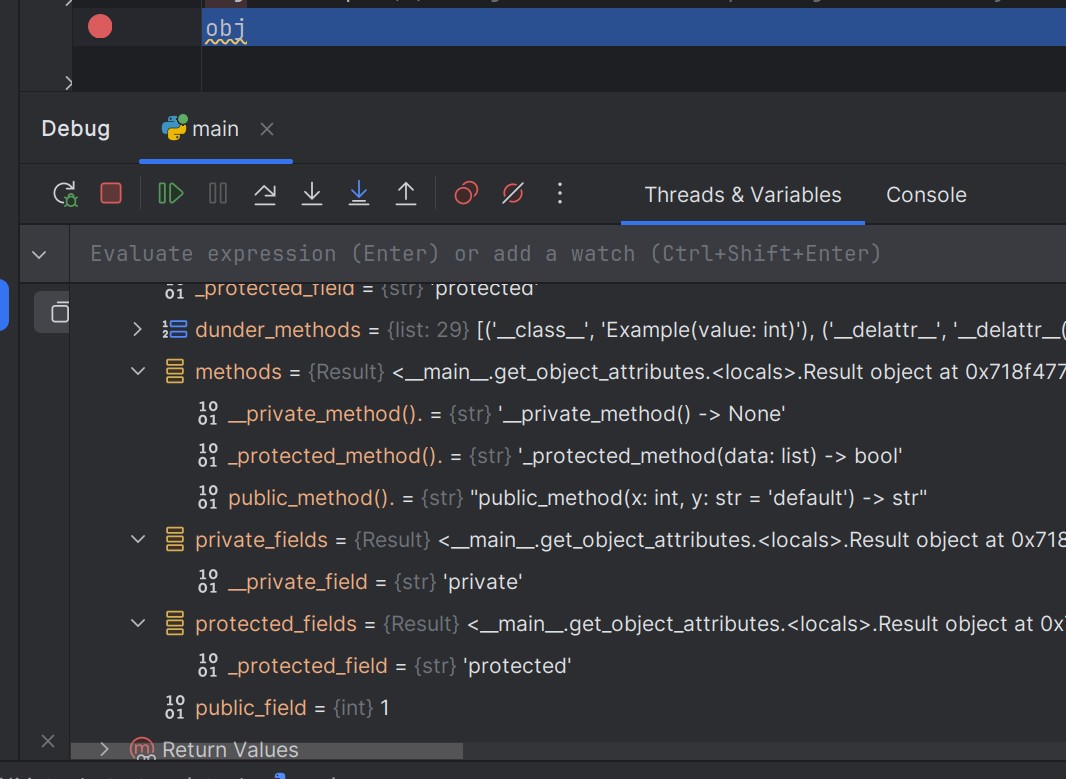 obj
Debug main
Threads & Variables Console
Evaluate expression (Enter) or add a watch (Ctrl+Shift+Enter)
_protected_field = {str} 'protected'
dunder_methods = {list: 29} [('__class__', 'Example(value: int)'), ('__delattr__', '__delattr__(
methods = {Result} <__main__.get_object_attributes.<locals>.Result object at 0x718f477
__private_method(). = {str} '__private_method() -> None'
_protected_method(). = {str} '_protected_method(data: list) -> bool'
public_method(). = {str} "public_method(x: int, y: str = 'default') -> str"
private_fields = {Result} <__main__.get_object_attributes.<locals>.Result object at 0x718
__private_field = {str} 'private'
protected_fields = {Result} <__main__.get_object_attributes.<locals>.Result object at 0x7
_protected_field = {str} 'protected'
public_field = {int} 1
Return Values